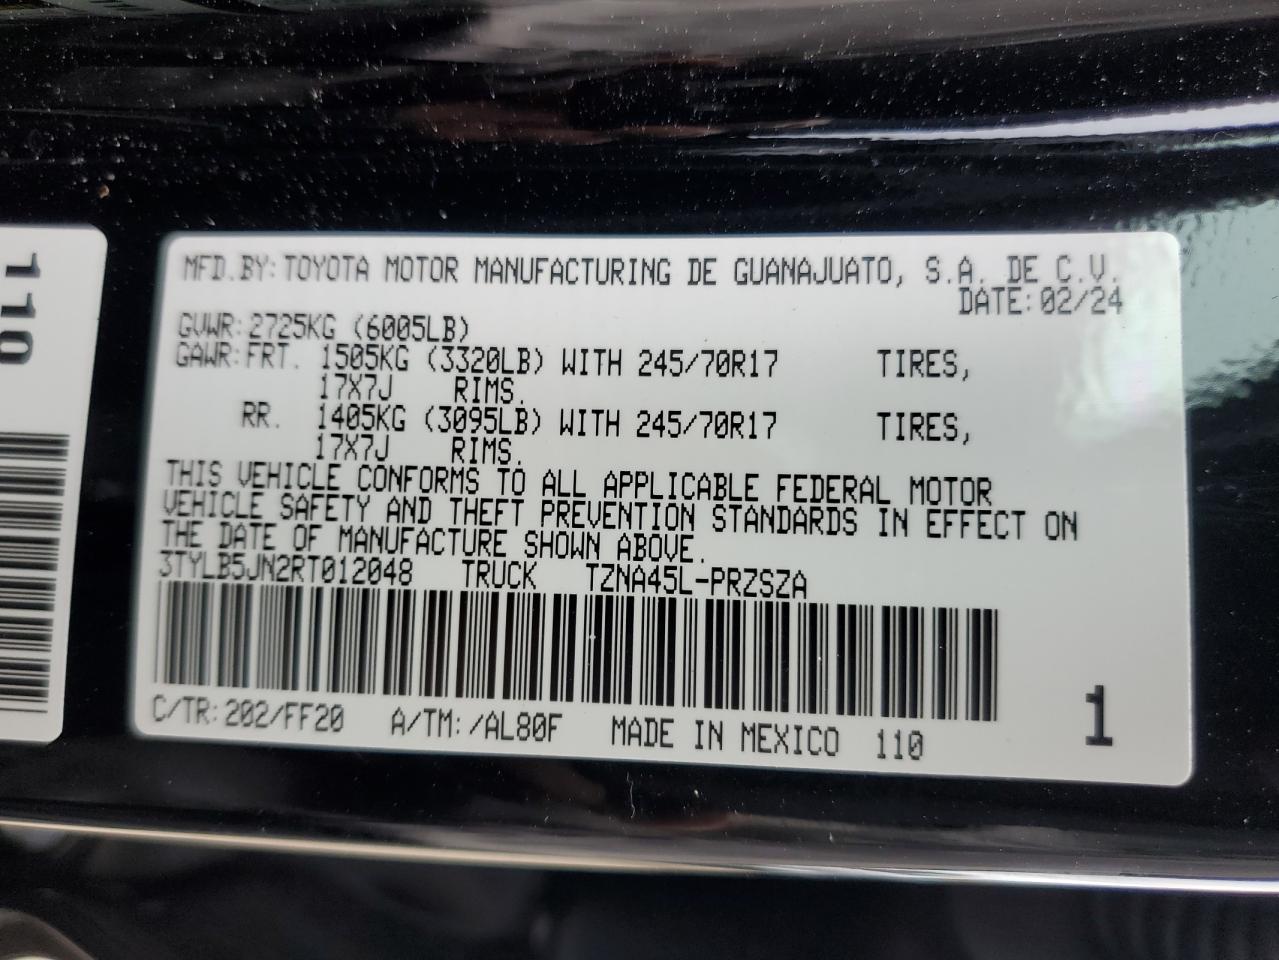 110
MFD.BY:TOYOTA MOTOR MANUFACTURING DE GUANAJUATO, S.A. DE C.V.
DATE:02/24
GVWR:2725KG (6005LB)
GAWR:FRT. 1505KG (3320LB) WITH 245/70R17 TIRES,
17X7J RIMS.
RR. 1405KG (3095LB) WITH 245/70R17 TIRES,
17X7J RIMS.
THIS VEHICLE CONFORMS TO ALL APPLICABLE FEDERAL MOTOR
VEHICLE SAFETY AND THEFT PREVENTION STANDARDS IN EFFECT ON
THE DATE OF MANUFACTURE SHOWN ABOVE.
3TYLB5JN2RT012048 TRUCK TZNA45L-PRZSZA
C/TR:202/FF20 A/TM:/AL80F MADE IN MEXICO 110
1